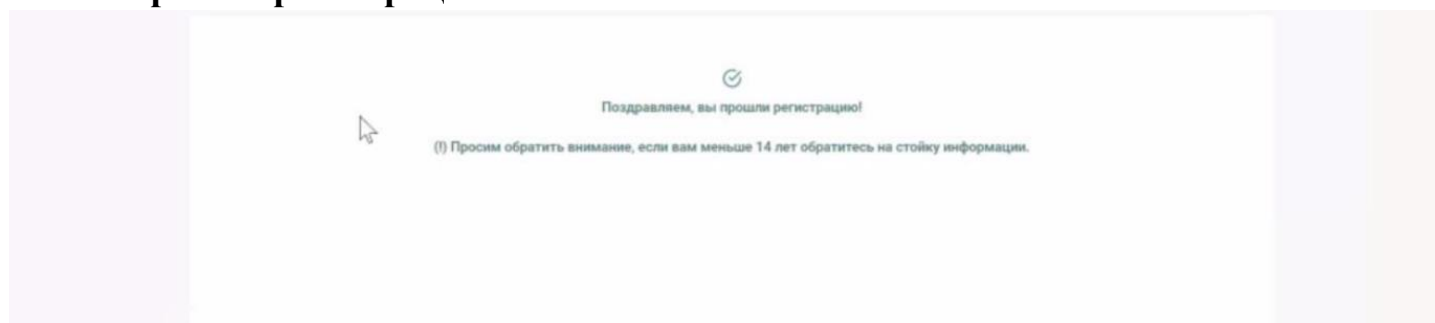 Поздравляем, вы прошли регистрацию!
(!) Просим обратить внимание, если вам меньше 14 лет обратитесь на стойку информации.